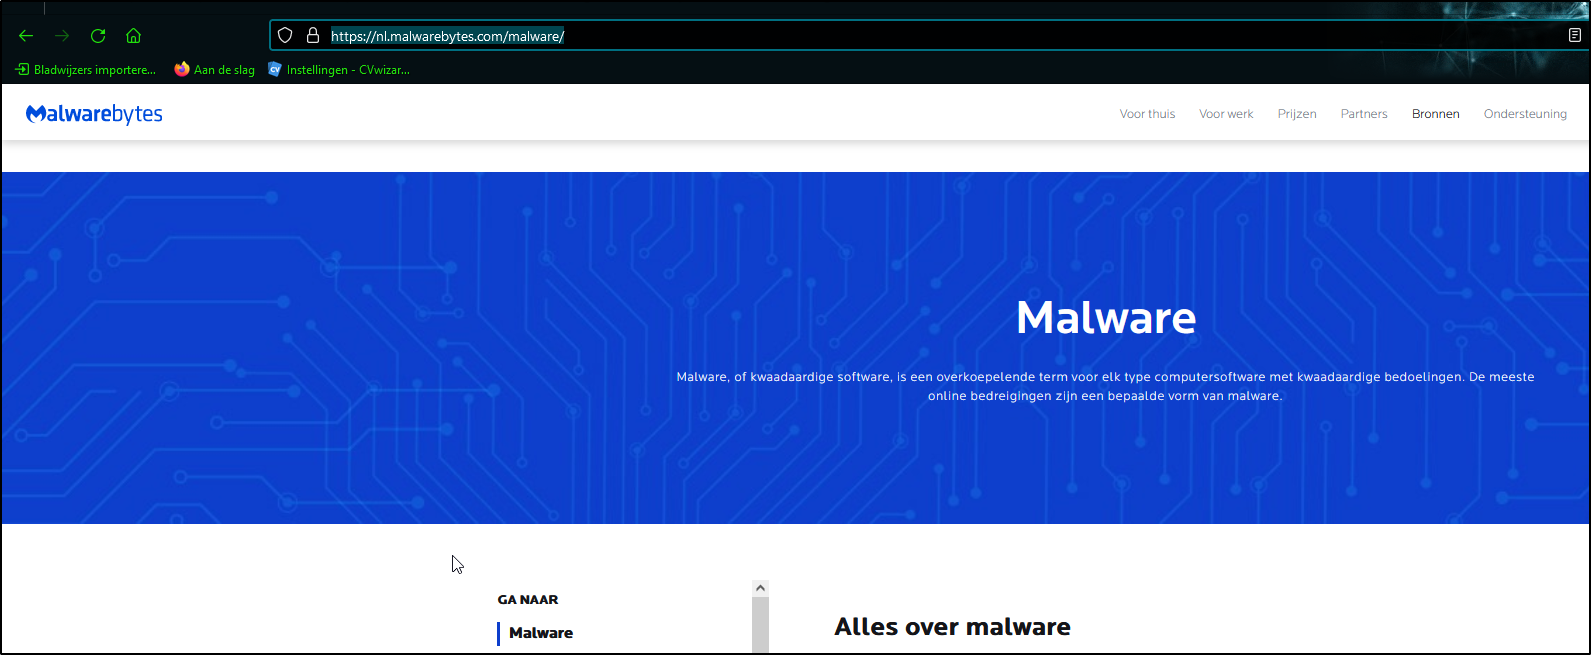 https://nl.malwarebytes.com/malware/
Bladwijzers importere...
Aan de slag
Instellingen - CVwizar...
Malwarebytes
Voor thuis
Voor werk
Prijzen
Partners
Bronnen
Ondersteuning
Malware
Malware, of kwaadaardige software, is een overkoepelende term voor elk type computersoftware met kwaadaardige bedoelingen. De meeste
online bedreigingen zijn een bepaalde vorm van malware.
GA NAAR
Malware
Alles over malware